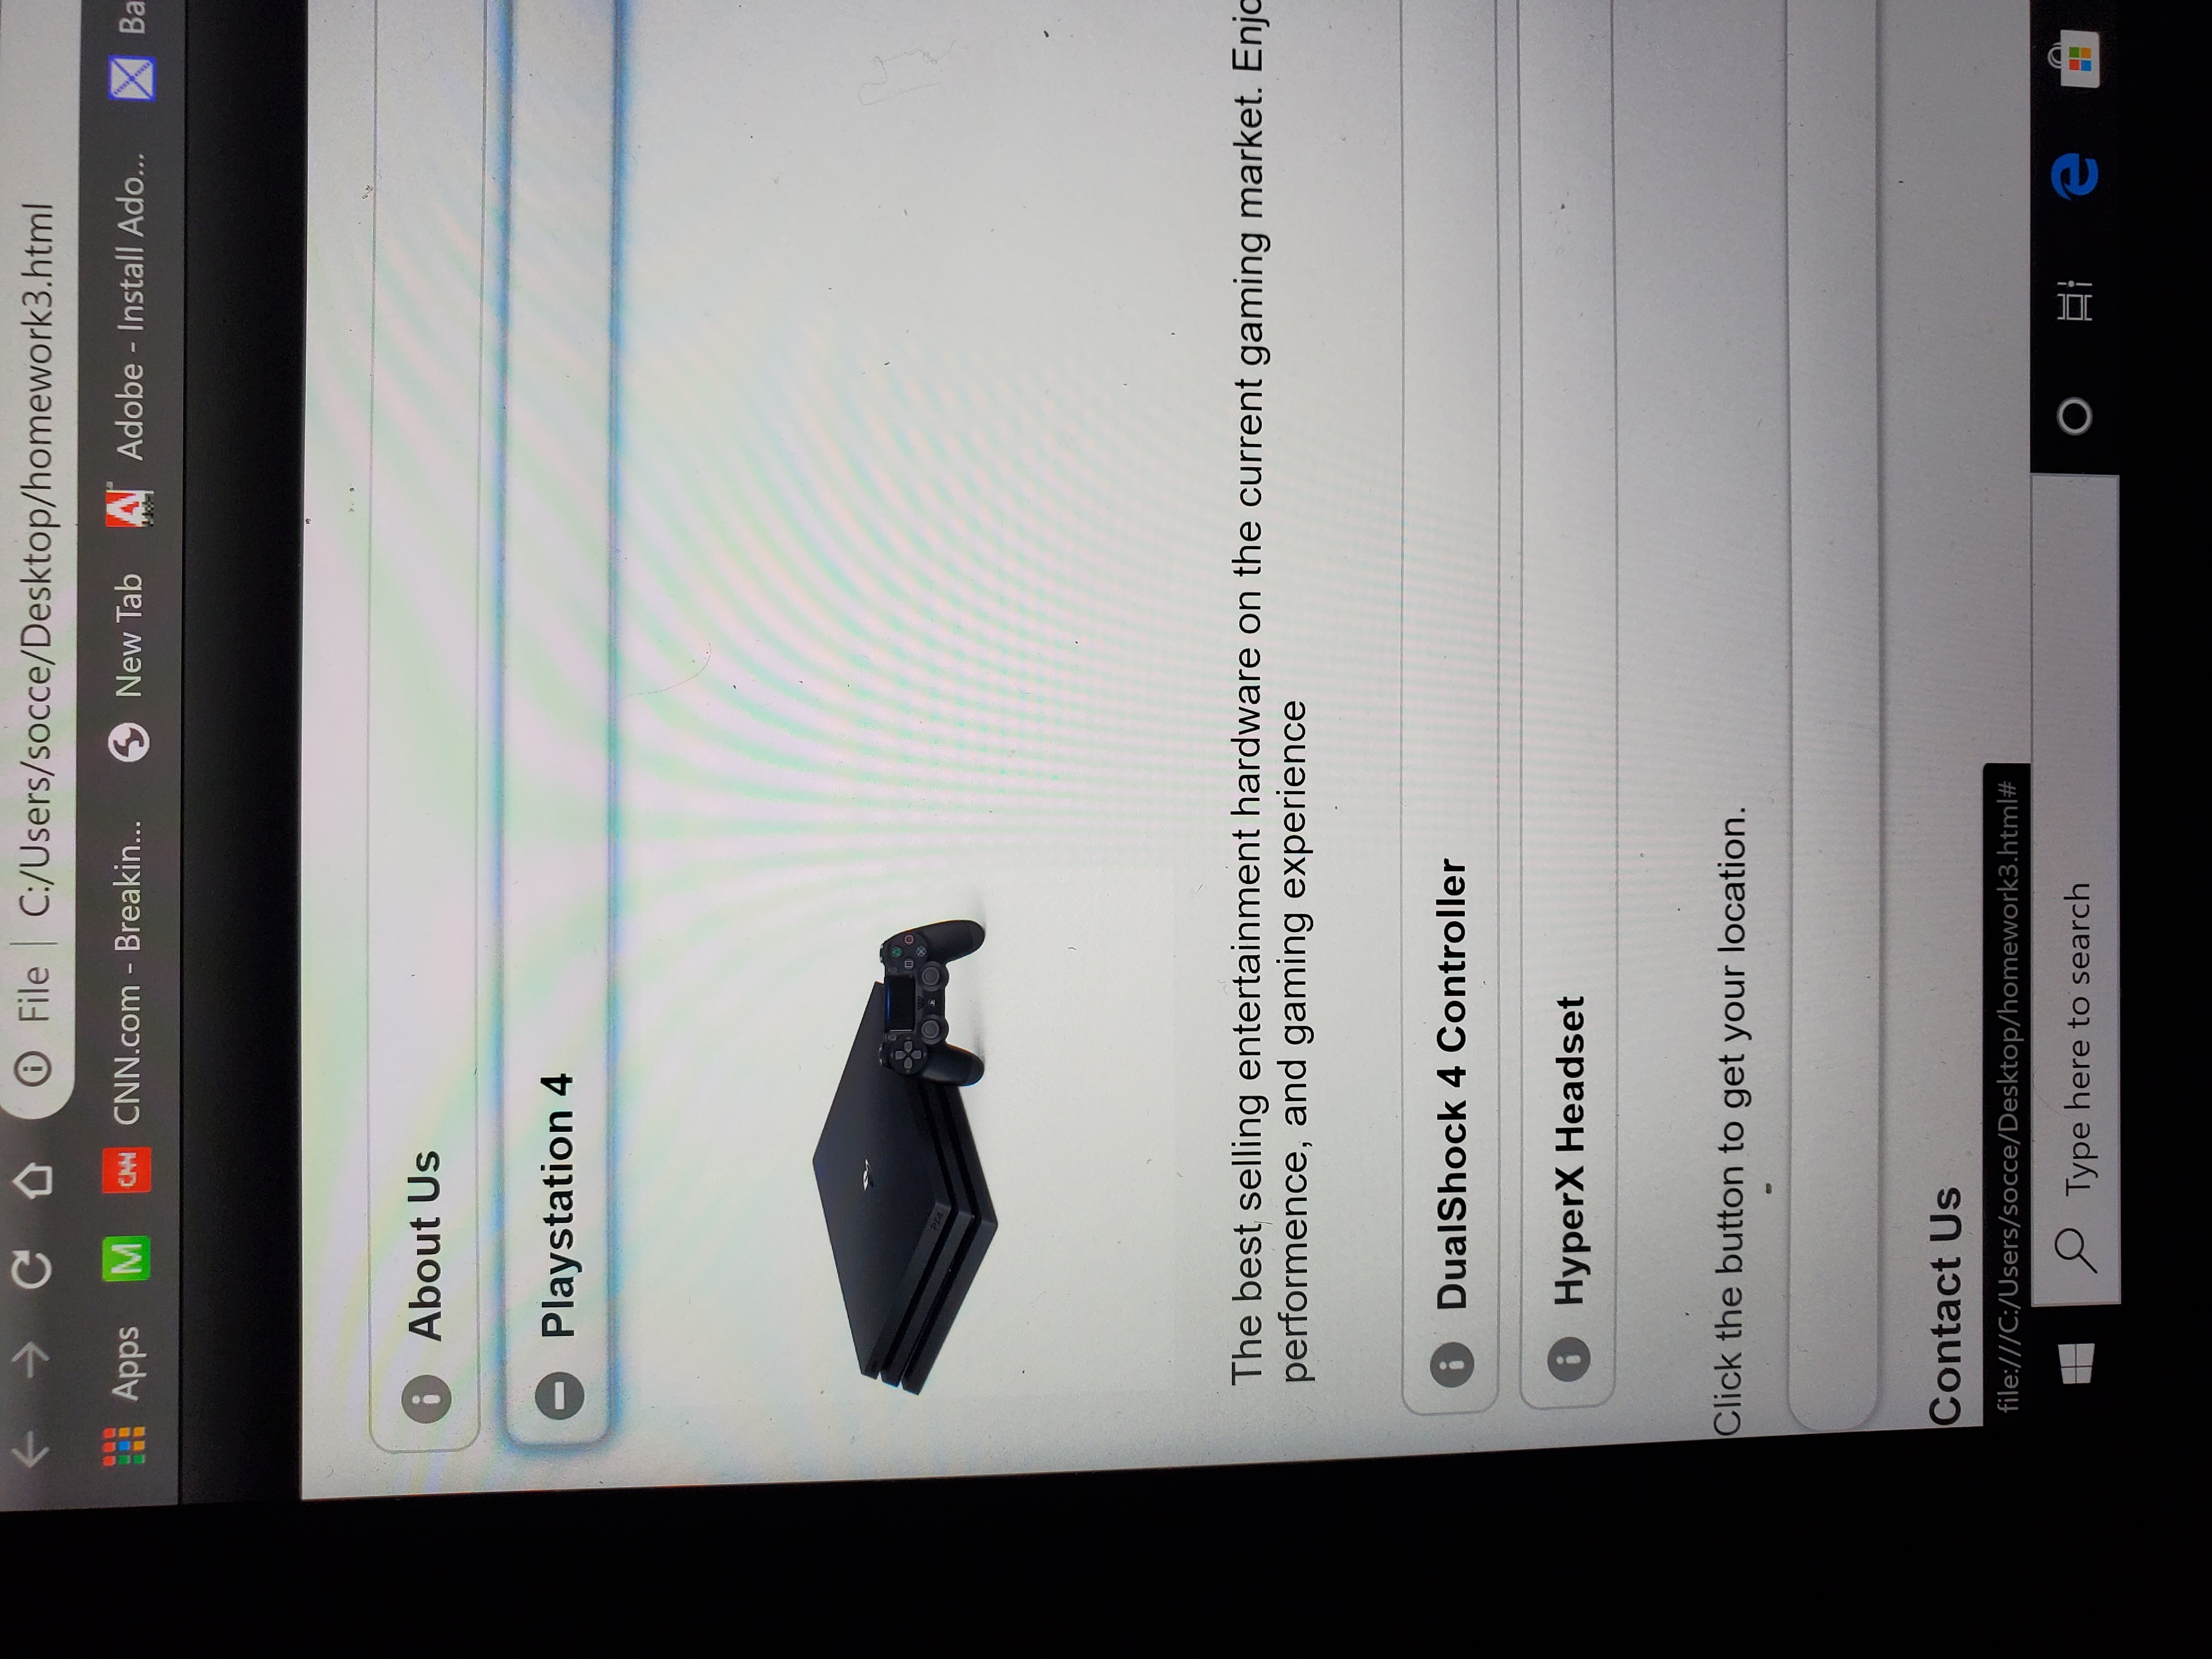 File | C:/Users/socce/Desktop/homework3.html
Apps M CNN CNN.com - Breakin... New Tab Adobe - Install Ado... Ba
About Us
Playstation 4
PS4
The best selling entertainment hardware on the current gaming market. Enjo
performence, and gaming experience
DualShock 4 Controller
HyperX Headset
Click the button to get your location.
Contact Us
file:///C:/Users/socce/Desktop/homework3.html#
Type here to search